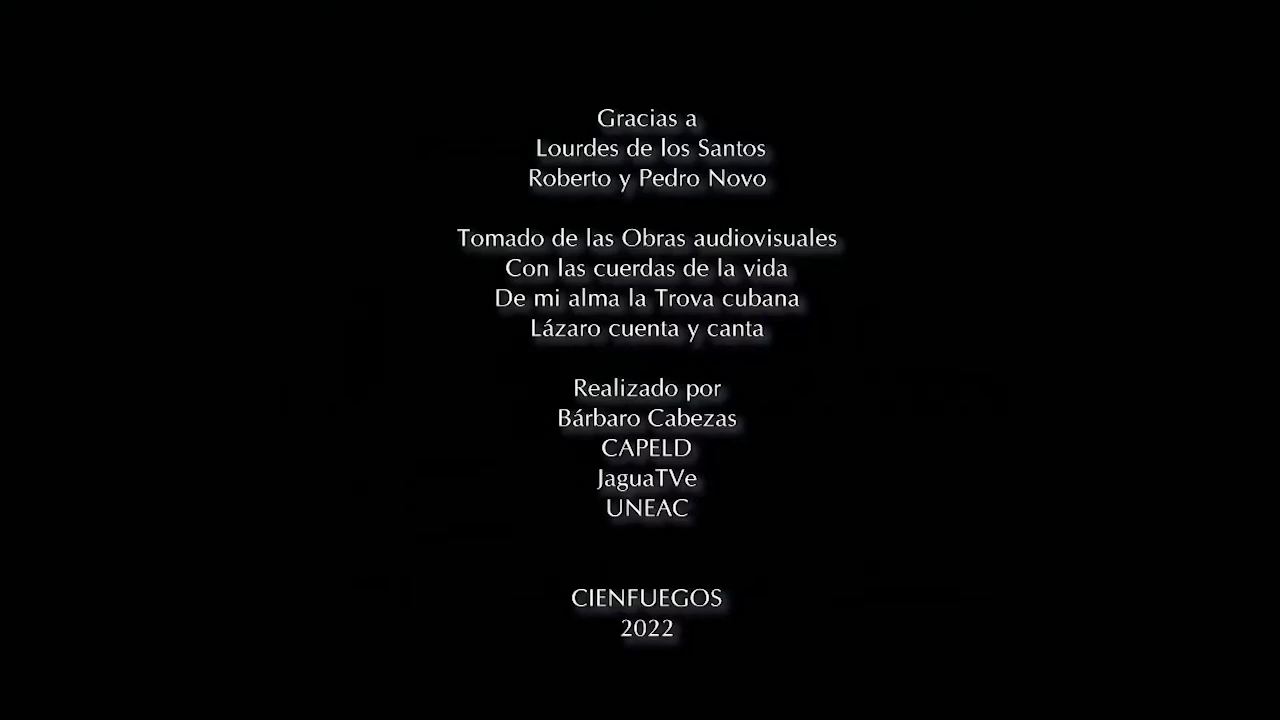 Gracias a
Lourdes de los Santos
Roberto y Pedro Novo
Tomado de las Obras audiovisuales
Con las cuerdas de la vida
De mi alma la Trova cubana
Lázaro cuenta y canta
Realizado por
Bárbaro Cabezas
CAPELD
JaguaTVe
UNEAC
CIENFUEGOS
2022